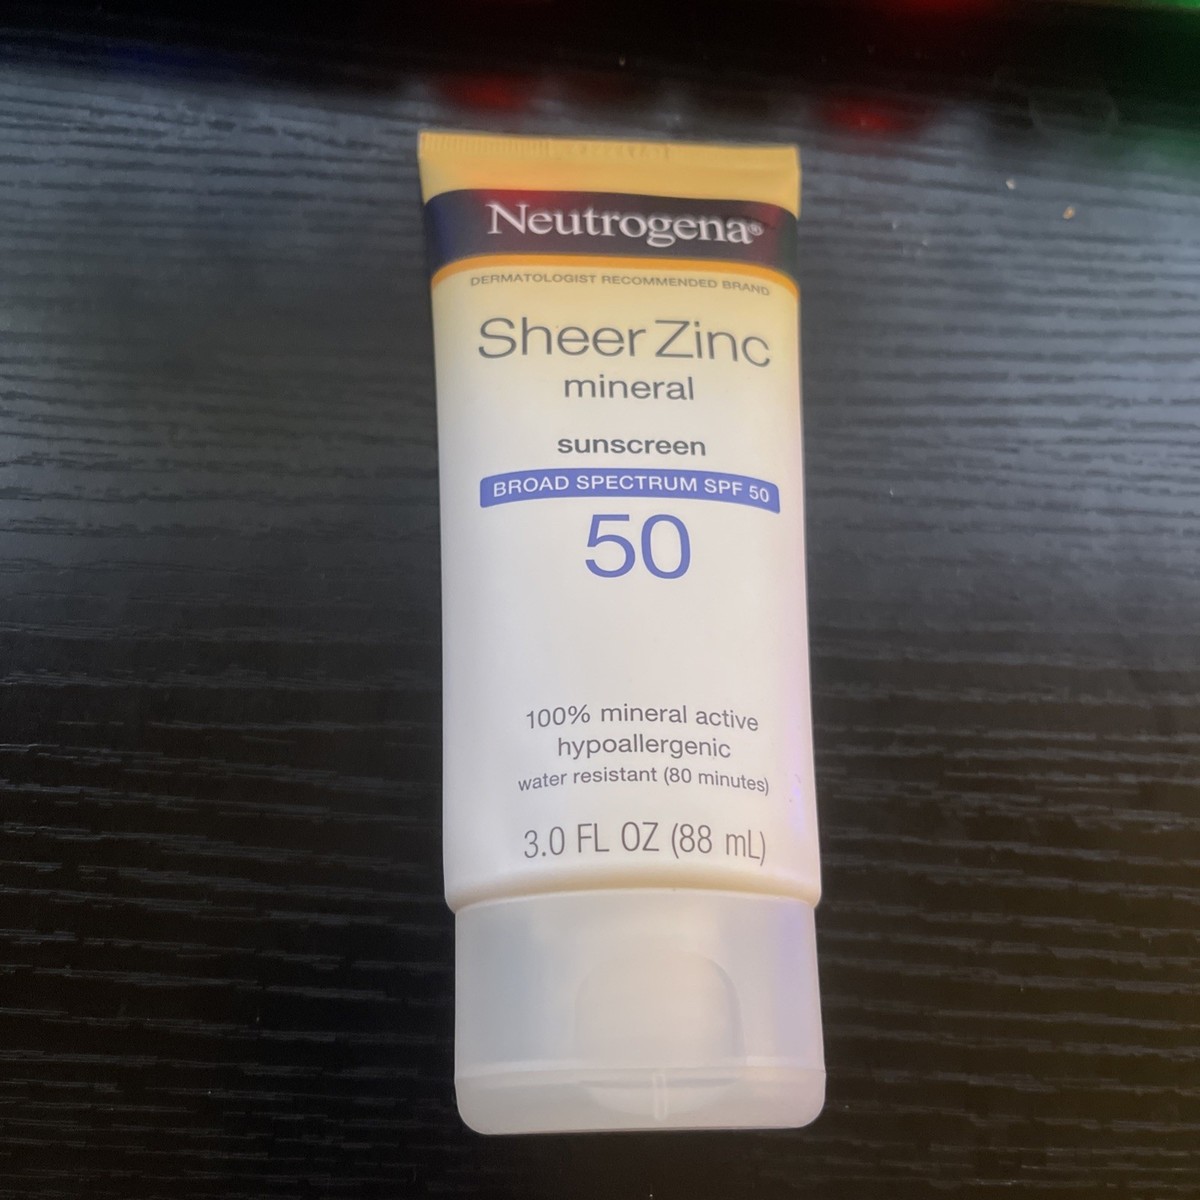 Neutrogena®
DERMATOLOGIST RECOMMENDED BRAND
Sheer Zinc
mineral
sunscreen
BROAD SPECTRUM SPF 50
50
100% mineral active
hypoallergenic
water resistant (80 minutes)
3.0 FL OZ (88 mL)